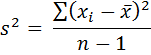 s² = ∑(xᵢ − x̄)² / n − 1